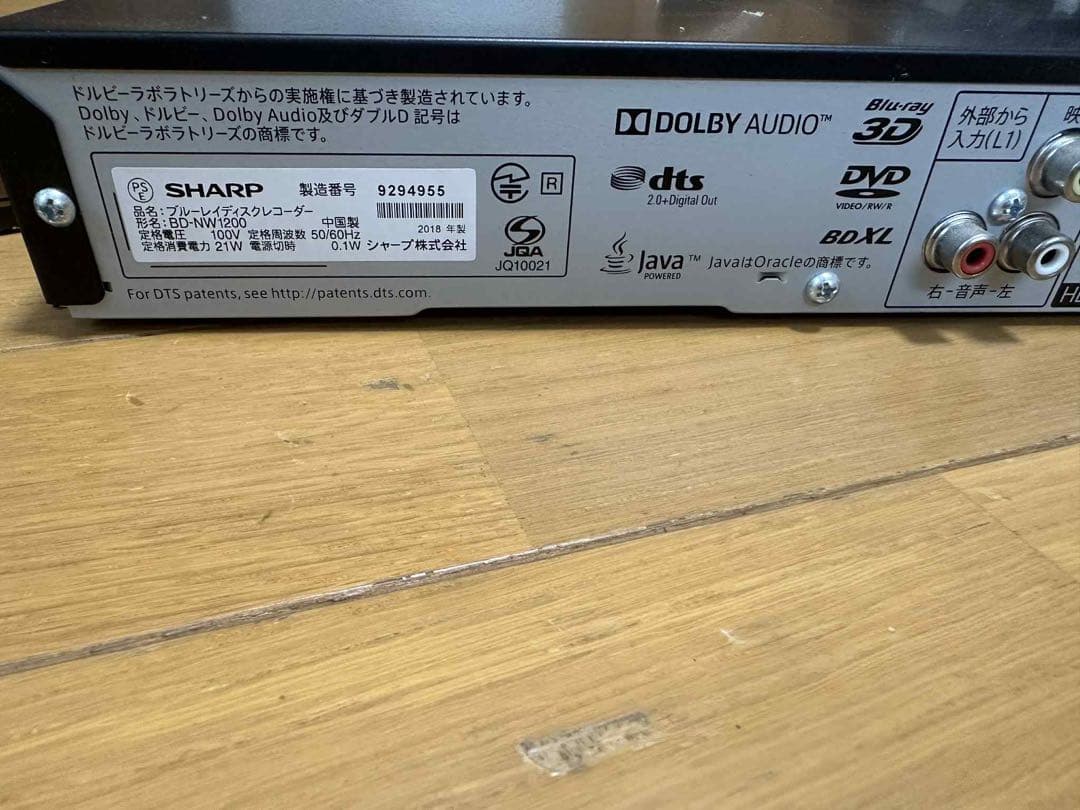 ドルビーラボラトリーズからの実施権に基づき製造されています。
Dolby、ドルビー、Dolby Audio及びダブルD 記号は
ドルビーラボラトリーズの商標です。
PS
E
SHARP 製造番号 9294955
品名：ブルーレイディスクレコーダー
形名：BD-NW1200 中国製 2018 年製
定格電圧 100V 定格周波数 50/60Hz
定格消費電力 21W 電源切時 0.1W シャープ株式会社
R
JQA
JQ10021
For DTS patents, see http://patents.dts.com.
DOLBY AUDIO™
dts
2.0+Digital Out
Java™
POWERED
JavaはOracleの商標です。
Blu-ray
3D
DVD
VIDEO/RW/R
BDXL
外部から
入力(L1)
映
右-音声-左